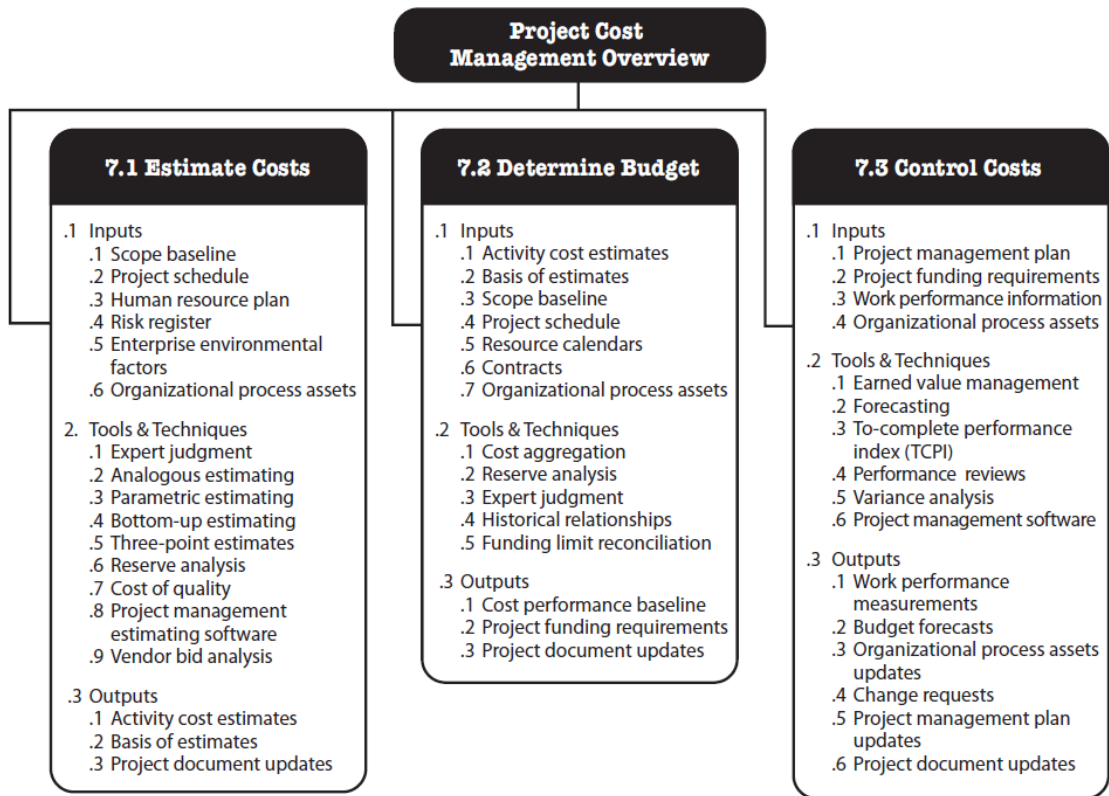 Project Cost
Management Overview
7.1 Estimate Costs
.1 Inputs
.1 Scope baseline
.2 Project schedule
.3 Human resource plan
.4 Risk register
.5 Enterprise environmental
factors
.6 Organizational process assets
2. Tools & Techniques
.1 Expert judgment
.2 Analogous estimating
.3 Parametric estimating
.4 Bottom-up estimating
.5 Three-point estimates
.6 Reserve analysis
.7 Cost of quality
.8 Project management
estimating software
.9 Vendor bid analysis
.3 Outputs
.1 Activity cost estimates
.2 Basis of estimates
.3 Project document updates
7.2 Determine Budget
.1 Inputs
.1 Activity cost estimates
.2 Basis of estimates
.3 Scope baseline
.4 Project schedule
.5 Resource calendars
.6 Contracts
.7 Organizational process assets
.2 Tools & Techniques
.1 Cost aggregation
.2 Reserve analysis
.3 Expert judgment
.4 Historical relationships
.5 Funding limit reconciliation
.3 Outputs
.1 Cost performance baseline
.2 Project funding requirements
.3 Project document updates
7.3 Control Costs
.1 Inputs
.1 Project management plan
.2 Project funding requirements
.3 Work performance information
.4 Organizational process assets
.2 Tools & Techniques
.1 Earned value management
.2 Forecasting
.3 To-complete performance
index (TCPI)
.4 Performance reviews
.5 Variance analysis
.6 Project management software
.3 Outputs
.1 Work performance
measurements
.2 Budget forecasts
.3 Organizational process assets
updates
.4 Change requests
.5 Project management plan
updates
.6 Project document updates